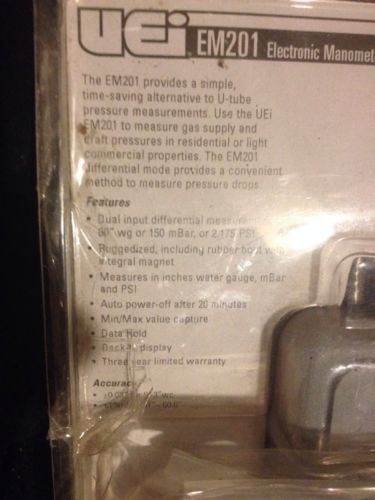 UEi EM201 Electronic Manomet
The EM201 provides a simple,
time-saving alternative to U-tube
pressure measurements. Use the UEi
EM201 to measure gas supply and
draft pressures in residential or light
commercial properties. The EM201
differential mode provides a convenient
method to measure pressure drops.
Features
• Dual input differential measurement
60" wg or 150 mBar, or 2.175 PSI
• Ruggedized, including rubber boot with
integral magnet
• Measures in inches water gauge, mBar
and PSI
• Auto power-off after 20 minutes
• Min/Max value capture
• Data Hold
• Back-lit display
• Three year limited warranty
Accurac